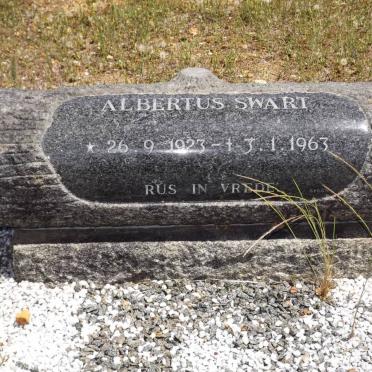 ALBERTUS SWART
* 26.9.1923 - † 3.1.1963
RUS IN VREDE